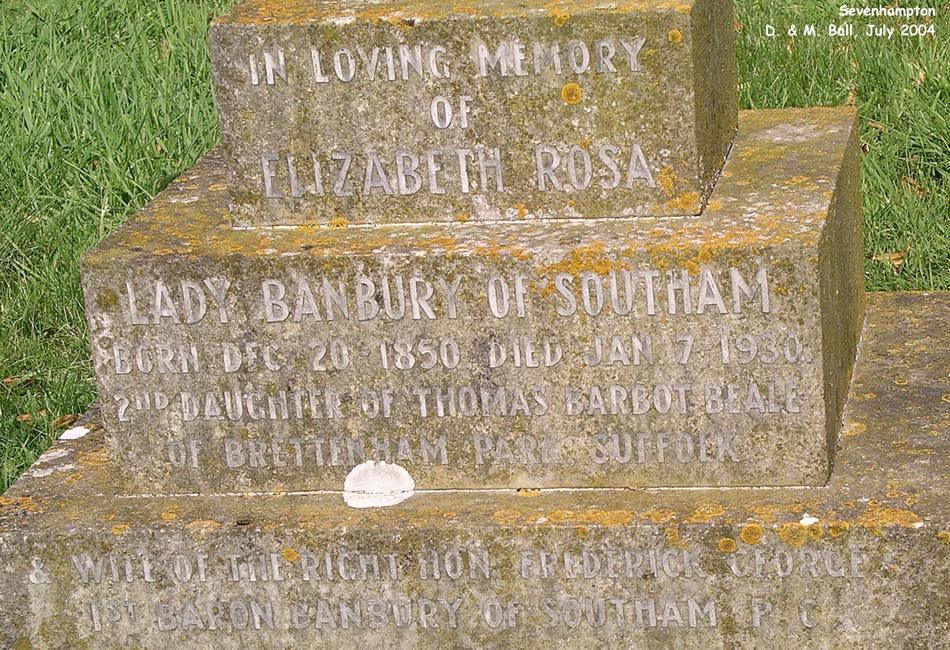 Sevenhampton
D. & M. Ball, July 2004
IN LOVING MEMORY
OF
ELIZABETH ROSA
LADY BANBURY OF SOUTHAM
BORN DEC 20 1850 DIED JAN 7 1930.
2ND DAUGHTER OF THOMAS BARBOT BEALE
OF BRETTENHAM PARK SUFFOLK
& WIFE OF THE RIGHT HON. FREDERICK GEORGE
1ST BARON BANBURY OF SOUTHAM P.C.